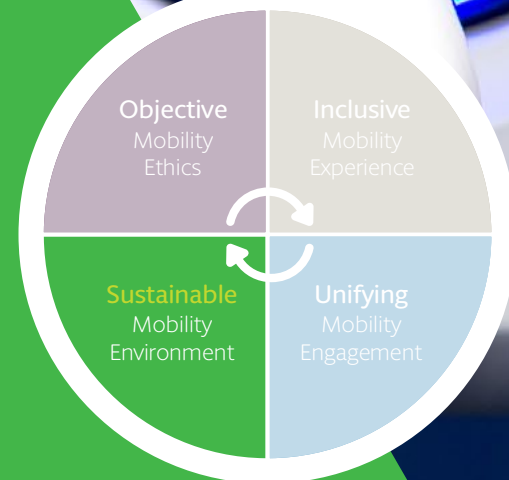 Objective
Mobility
Ethics
Inclusive
Mobility
Experience
Sustainable
Mobility
Environment
Unifying
Mobility
Engagement